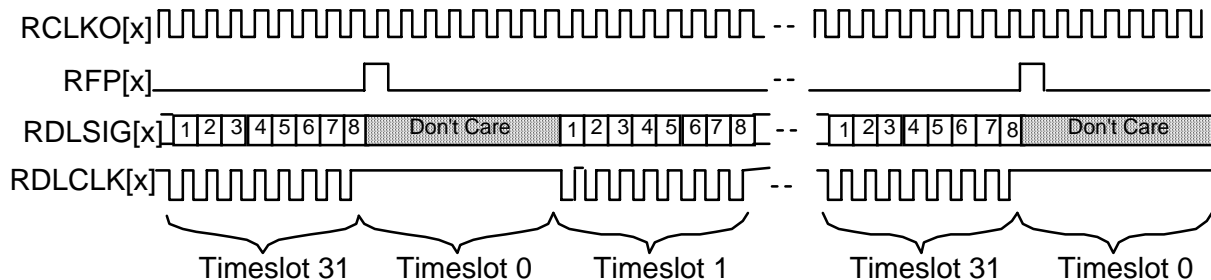 RCLKO[x] --
RFP[x] --
RDLSIG[x] 1 2 3 4 5 6 7 8 Don't Care 1 2 3 4 5 6 7 8 -- 1 2 3 4 5 6 7 8 Don't Care
RDLCLK[x] --
Timeslot 31 Timeslot 0 Timeslot 1 Timeslot 31 Timeslot 0